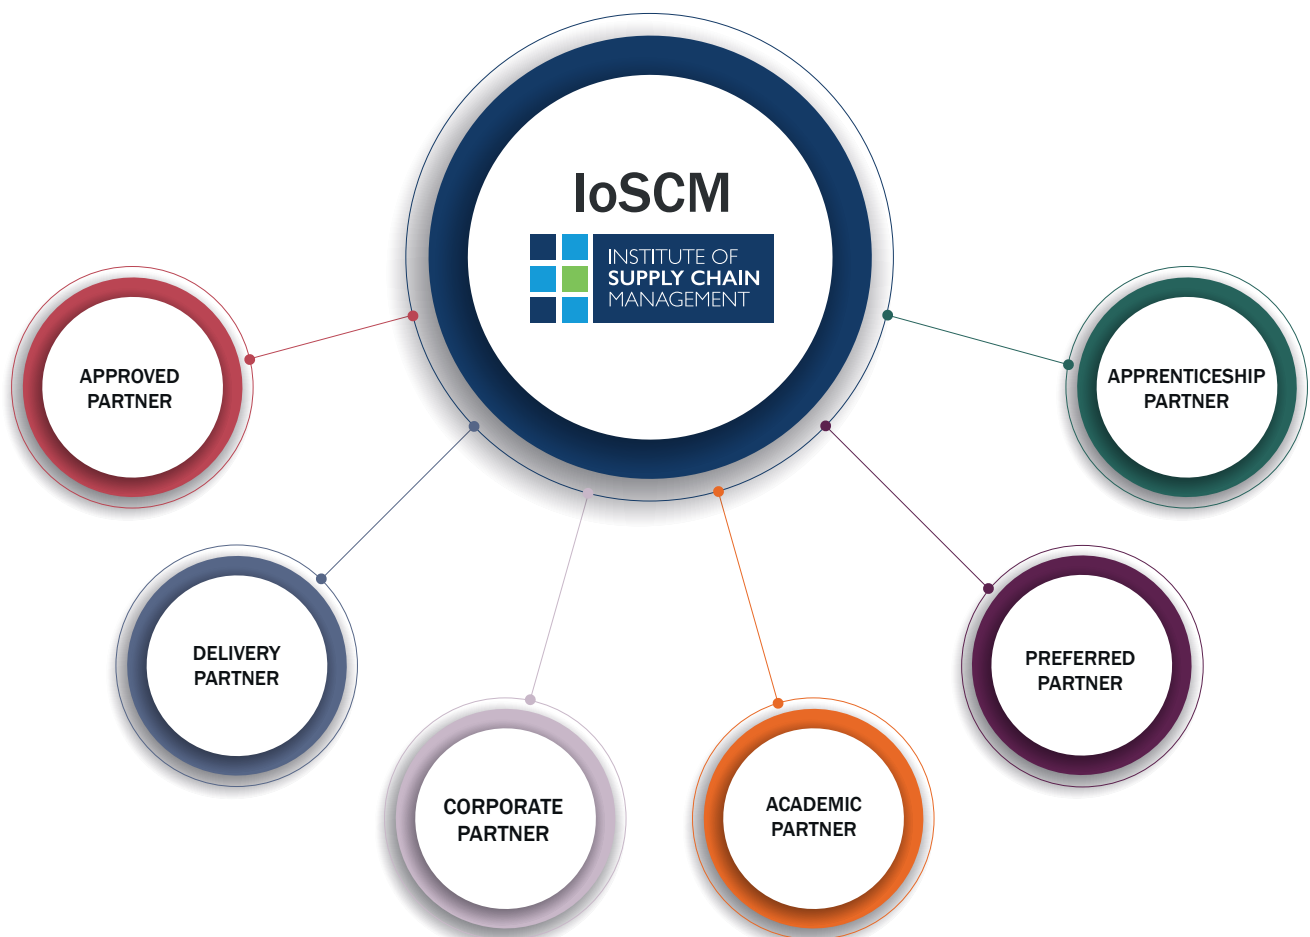 IoSCM
INSTITUTE OF
SUPPLY CHAIN
MANAGEMENT
APPROVED
PARTNER
APPRENTICESHIP
PARTNER
DELIVERY
PARTNER
PREFERRED
PARTNER
CORPORATE
PARTNER
ACADEMIC
PARTNER